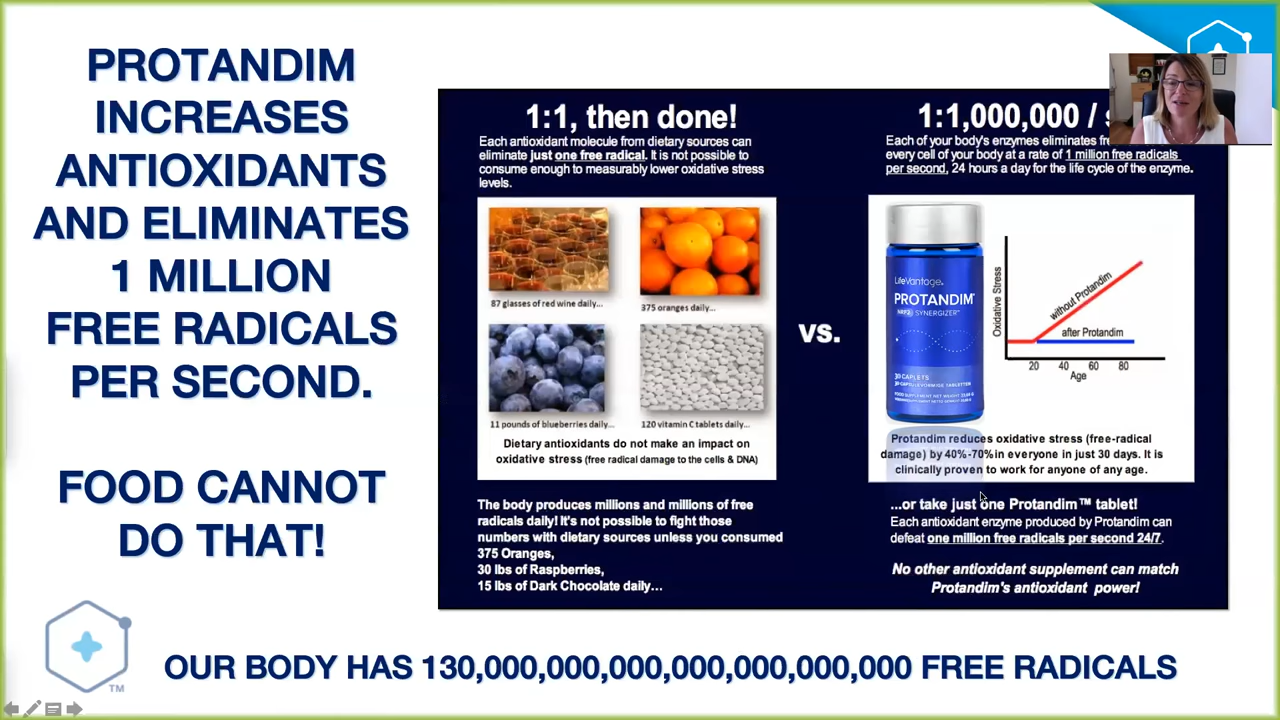 PROTANDIM
INCREASES
ANTIOXIDANTS
AND ELIMINATES
1 MILLION
FREE RADICALS
PER SECOND.
FOOD CANNOT
DO THAT!
1:1, then done!
Each antioxidant molecule from dietary sources can
eliminate just one free radical. It is not possible to
consume enough to measurably lower oxidative stress
levels.
87 glasses of red wine daily...
375 oranges daily...
11 pounds of blueberries daily...
120 vitamin C tablets daily...
Dietary antioxidants do not make an impact on
oxidative stress (free radical damage to the cells & DNA)
The body produces millions and millions of free
radicals daily! It's not possible to fight those
numbers with dietary sources unless you consumed
375 Oranges,
30 lbs of Raspberries,
15 lbs of Dark Chocolate daily...
vs.
1:1,000,000 /
Each of your body's enzymes eliminates
every cell of your body at a rate of 1 million free radicals
per second, 24 hours a day for the life cycle of the enzyme.
LifeVantage
PROTANDIM
NRF2 SYNERGIZER™
30 CAPLETS
Oxidative Stress
without Protandim
after Protandim
20 40 60 80
Age
Protandim reduces oxidative stress (free-radical
damage) by 40%-70%in everyone in just 30 days. It is
clinically proven to work for anyone of any age.
...or take just one Protandim™ tablet!
Each antioxidant enzyme produced by Protandim can
defeat one million free radicals per second 24/7.
No other antioxidant supplement can match
Protandim's antioxidant power!
TM
OUR BODY HAS 130,000,000,000,000,000,000,000 FREE RADICALS